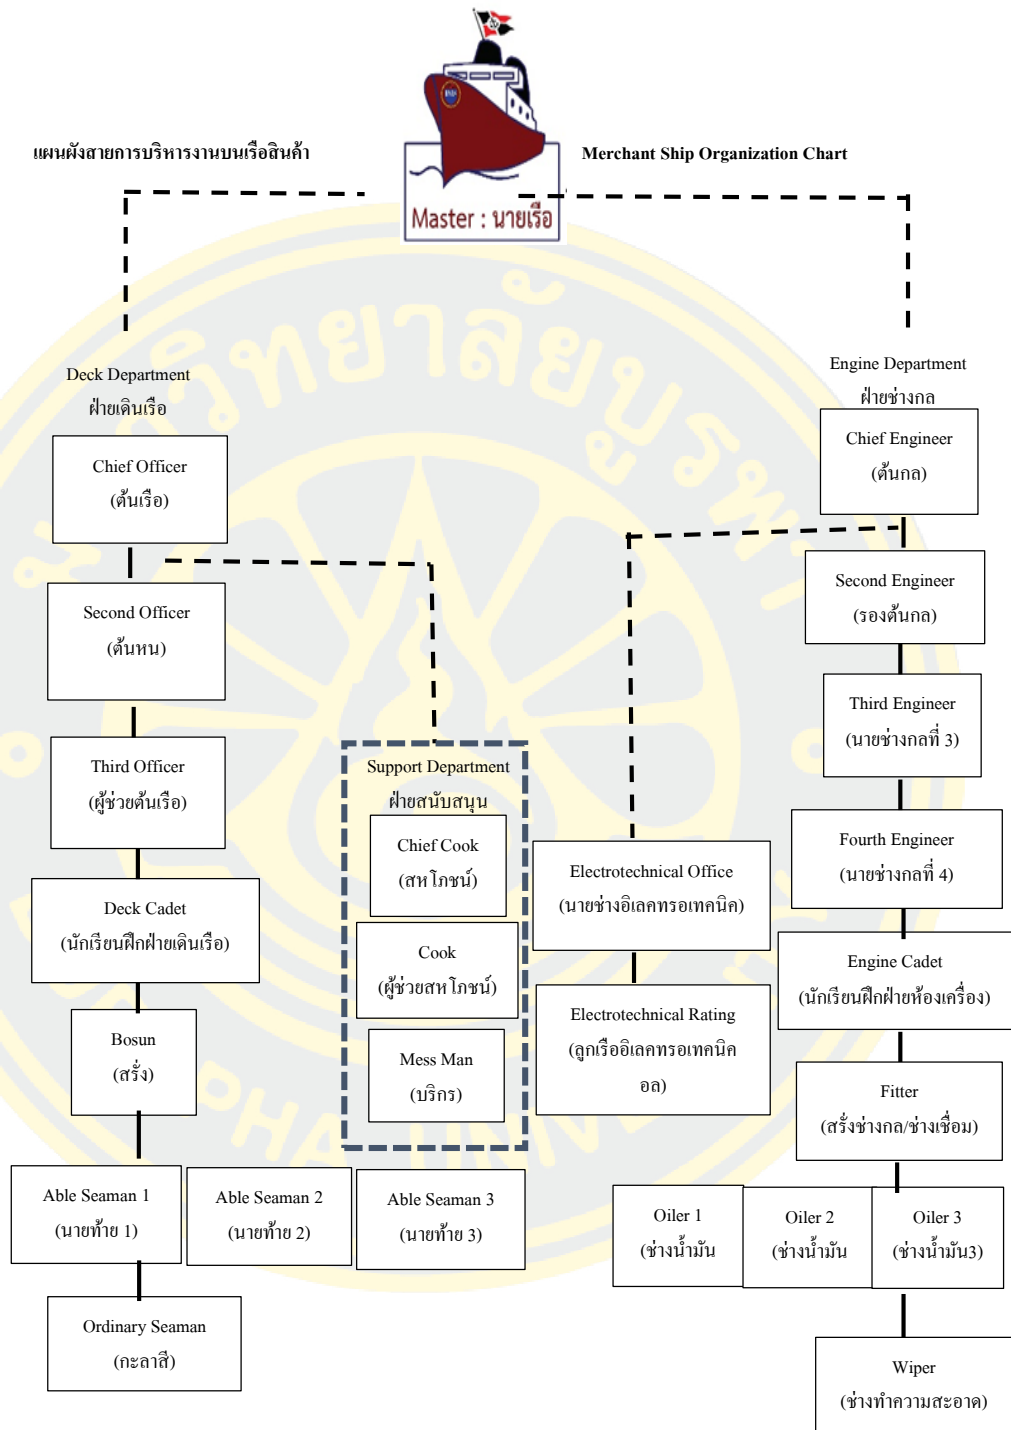 แผนผังสายการบริหารงานบนเรือสินค้า
Merchant Ship Organization Chart
Master : นายเรือ
Deck Department
ฝ่ายเดินเรือ
Chief Officer
(ต้นเรือ)
Second Officer
(ต้นหน)
Third Officer
(ผู้ช่วยต้นเรือ)
Deck Cadet
(นักเรียนฝึกฝ่ายเดินเรือ)
Bosun
(สรั่ง)
Able Seaman 1
(นายท้าย 1)
Able Seaman 2
(นายท้าย 2)
Able Seaman 3
(นายท้าย 3)
Ordinary Seaman
(กะลาสี)
Support Department
ฝ่ายสนับสนุน
Chief Cook
(สหโภชน์)
Cook
(ผู้ช่วยสหโภชน์)
Mess Man
(บริกร)
Engine Department
ฝ่ายช่างกล
Chief Engineer
(ต้นกล)
Second Engineer
(รองต้นกล)
Third Engineer
(นายช่างกลที่ 3)
Fourth Engineer
(นายช่างกลที่ 4)
Engine Cadet
(นักเรียนฝึกฝ่ายห้องเครื่อง)
Fitter
(สรั่งช่างกล/ช่างเชื่อม)
Electrotechnical Office
(นายช่างอิเลคทรอเทคนิค)
Electrotechnical Rating
(ลูกเรืออิเลคทรอเทคนิค
อล)
Oiler 1
(ช่างน้ำมัน
Oiler 2
(ช่างน้ำมัน
Oiler 3
(ช่างน้ำมัน3)
Wiper
(ช่างทำความสะอาด)